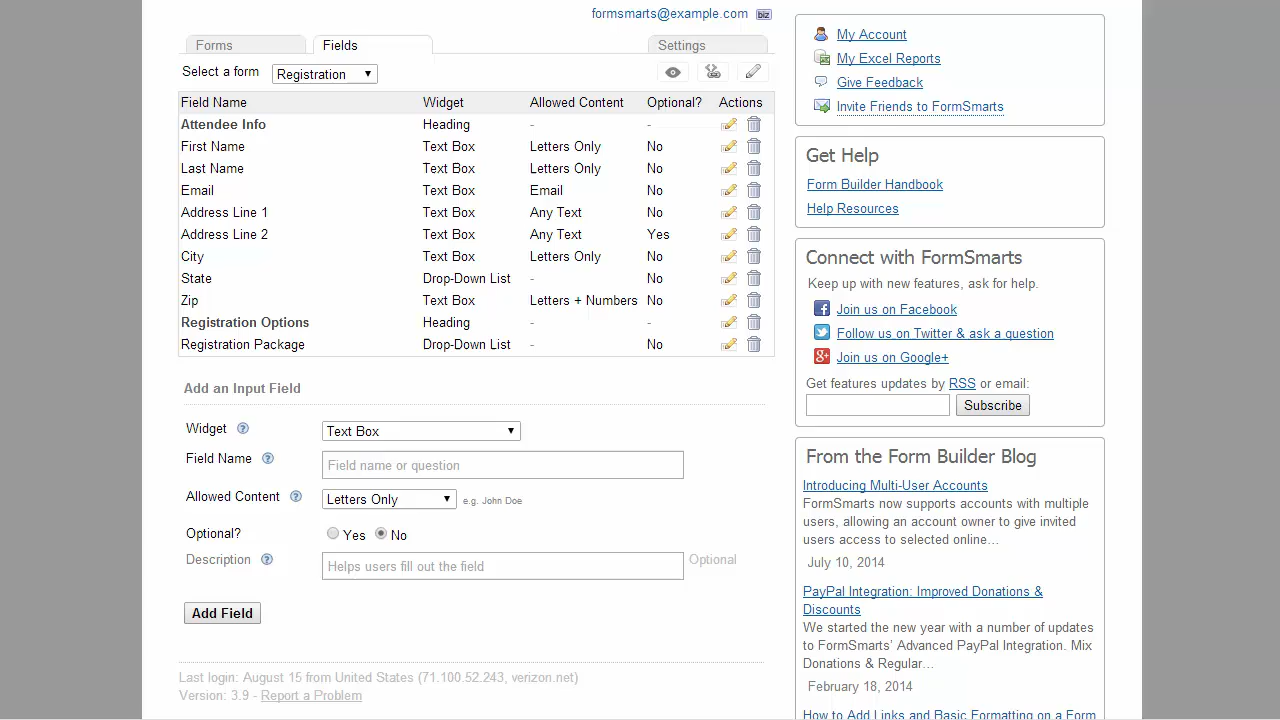 formsmarts@example.com biz
Forms Fields Settings
Select a form Registration
Field Name Widget Allowed Content Optional? Actions
Attendee Info Heading - -
First Name Text Box Letters Only No
Last Name Text Box Letters Only No
Email Text Box Email No
Address Line 1 Text Box Any Text No
Address Line 2 Text Box Any Text Yes
City Text Box Letters Only No
State Drop-Down List - No
Zip Text Box Letters + Numbers No
Registration Options Heading - -
Registration Package Drop-Down List - No
Add an Input Field
Widget ? Text Box
Field Name ? Field name or question
Allowed Content ? Letters Only e.g. John Doe
Optional? Yes No
Description ? Helps users fill out the field Optional
Add Field
Last login: August 15 from United States (71.100.52.243, verizon.net)
Version: 3.9 - Report a Problem
My Account
My Excel Reports
Give Feedback
Invite Friends to FormSmarts
Get Help
Form Builder Handbook
Help Resources
Connect with FormSmarts
Keep up with new features, ask for help.
Join us on Facebook
Follow us on Twitter & ask a question
Join us on Google+
Get features updates by RSS or email:
Subscribe
From the Form Builder Blog
Introducing Multi-User Accounts
FormSmarts now supports accounts with multiple
users, allowing an account owner to give invited
users access to selected online...
July 10, 2014
PayPal Integration: Improved Donations &
Discounts
We started the new year with a number of updates
to FormSmarts' Advanced PayPal Integration. Mix
Donations & Regular...
February 18, 2014
How to Add Links and Basic Formatting on a Form